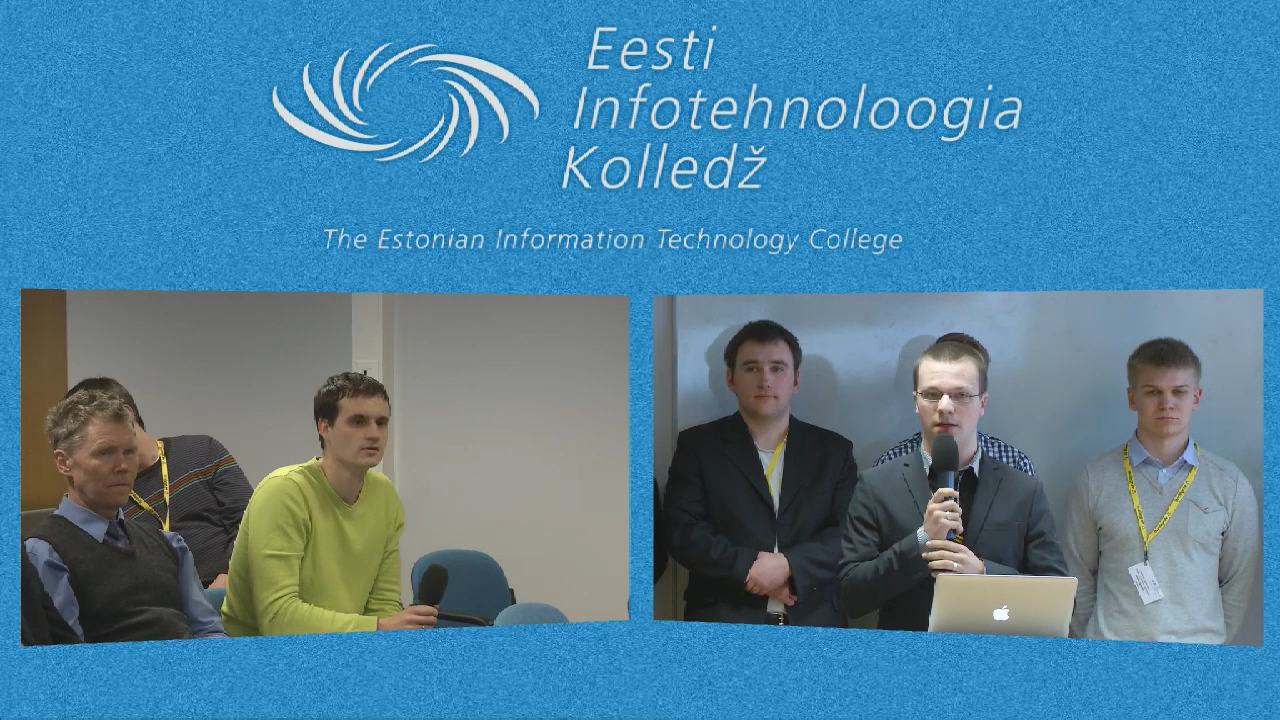 Eesti
Infotehnoloogia
Kolledž
The Estonian Information Technology College